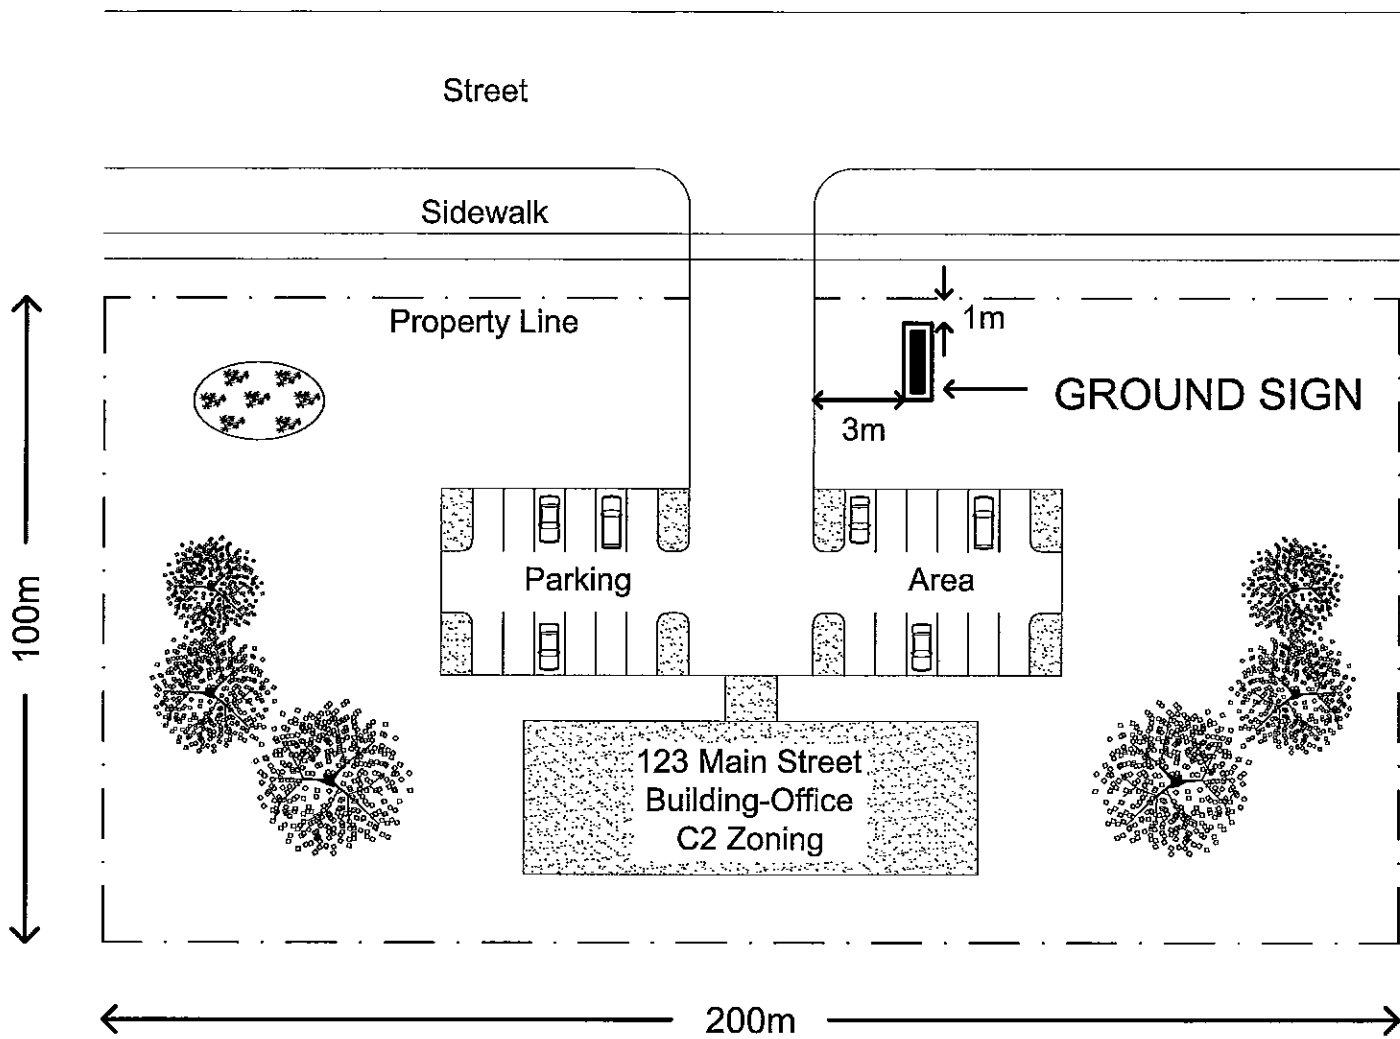 Street
Sidewalk
Property Line
1m
GROUND SIGN
3m
100m
Parking
Area
123 Main Street
Building-Office
C2 Zoning
200m